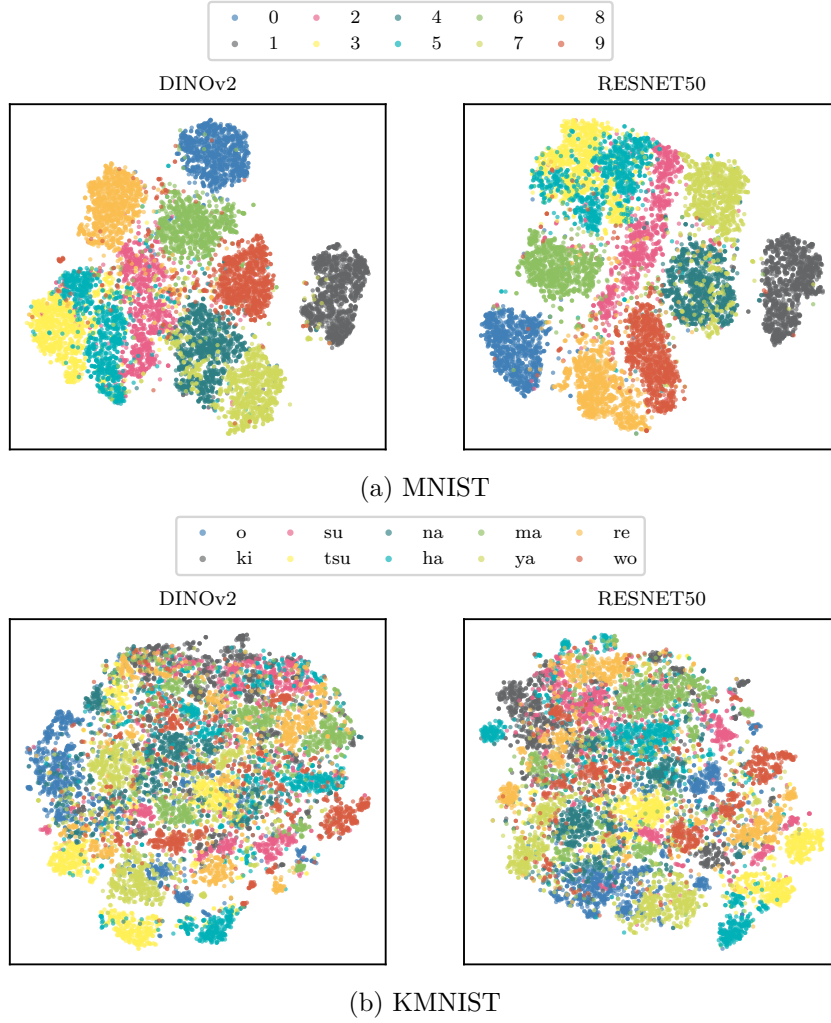 0 2 4 6 8
1 3 5 7 9
DINOv2 RESNET50
(a) MNIST
o su na ma re
ki tsu ha ya wo
DINOv2 RESNET50
(b) KMNIST